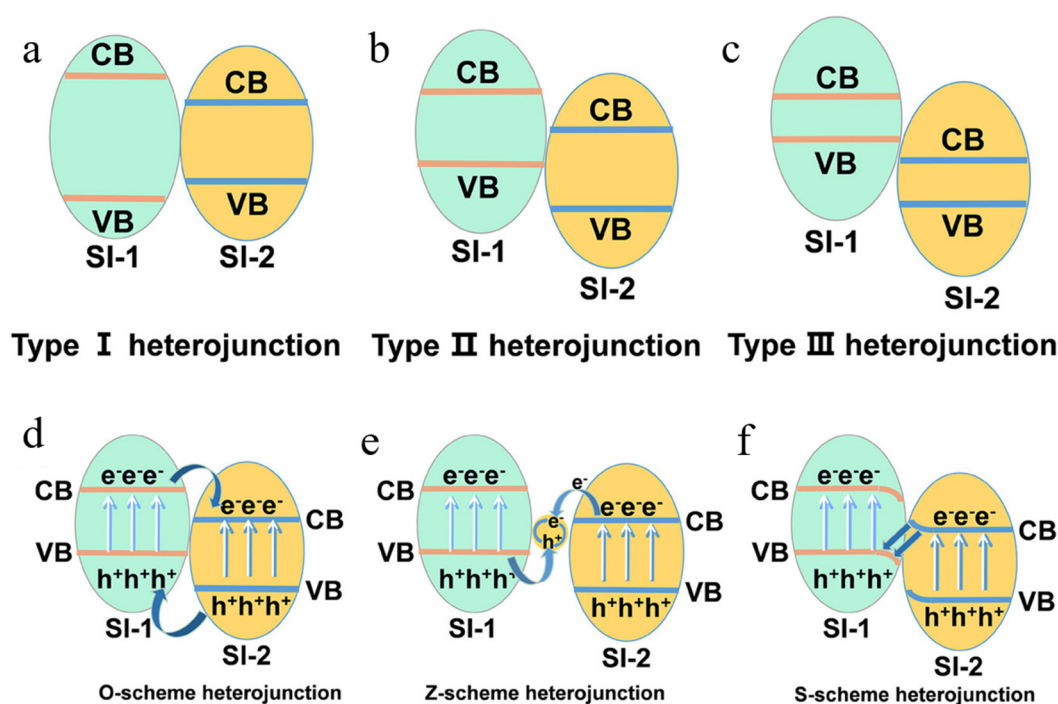 a
CB
VB
SI-1
CB
VB
SI-2
Type Ⅰ heterojunction
b
CB
VB
SI-1
CB
VB
SI-2
Type Ⅱ heterojunction
c
CB
VB
SI-1
CB
VB
SI-2
Type Ⅲ heterojunction
d
e⁻e⁻e⁻
CB
VB
h⁺h⁺h⁺
SI-1
e⁻e⁻e⁻
CB
VB
h⁺h⁺h⁺
SI-2
O-scheme heterojunction
e
e⁻e⁻e⁻
CB
VB
h⁺h⁺h⁺
SI-1
e⁻
e⁻
h⁺
e⁻e⁻e⁻
CB
VB
h⁺h⁺h⁺
SI-2
Z-scheme heterojunction
f
e⁻e⁻e⁻
CB
VB
h⁺h⁺h⁺
SI-1
e⁻e⁻e⁻
CB
VB
h⁺h⁺h⁺
SI-2
S-scheme heterojunction